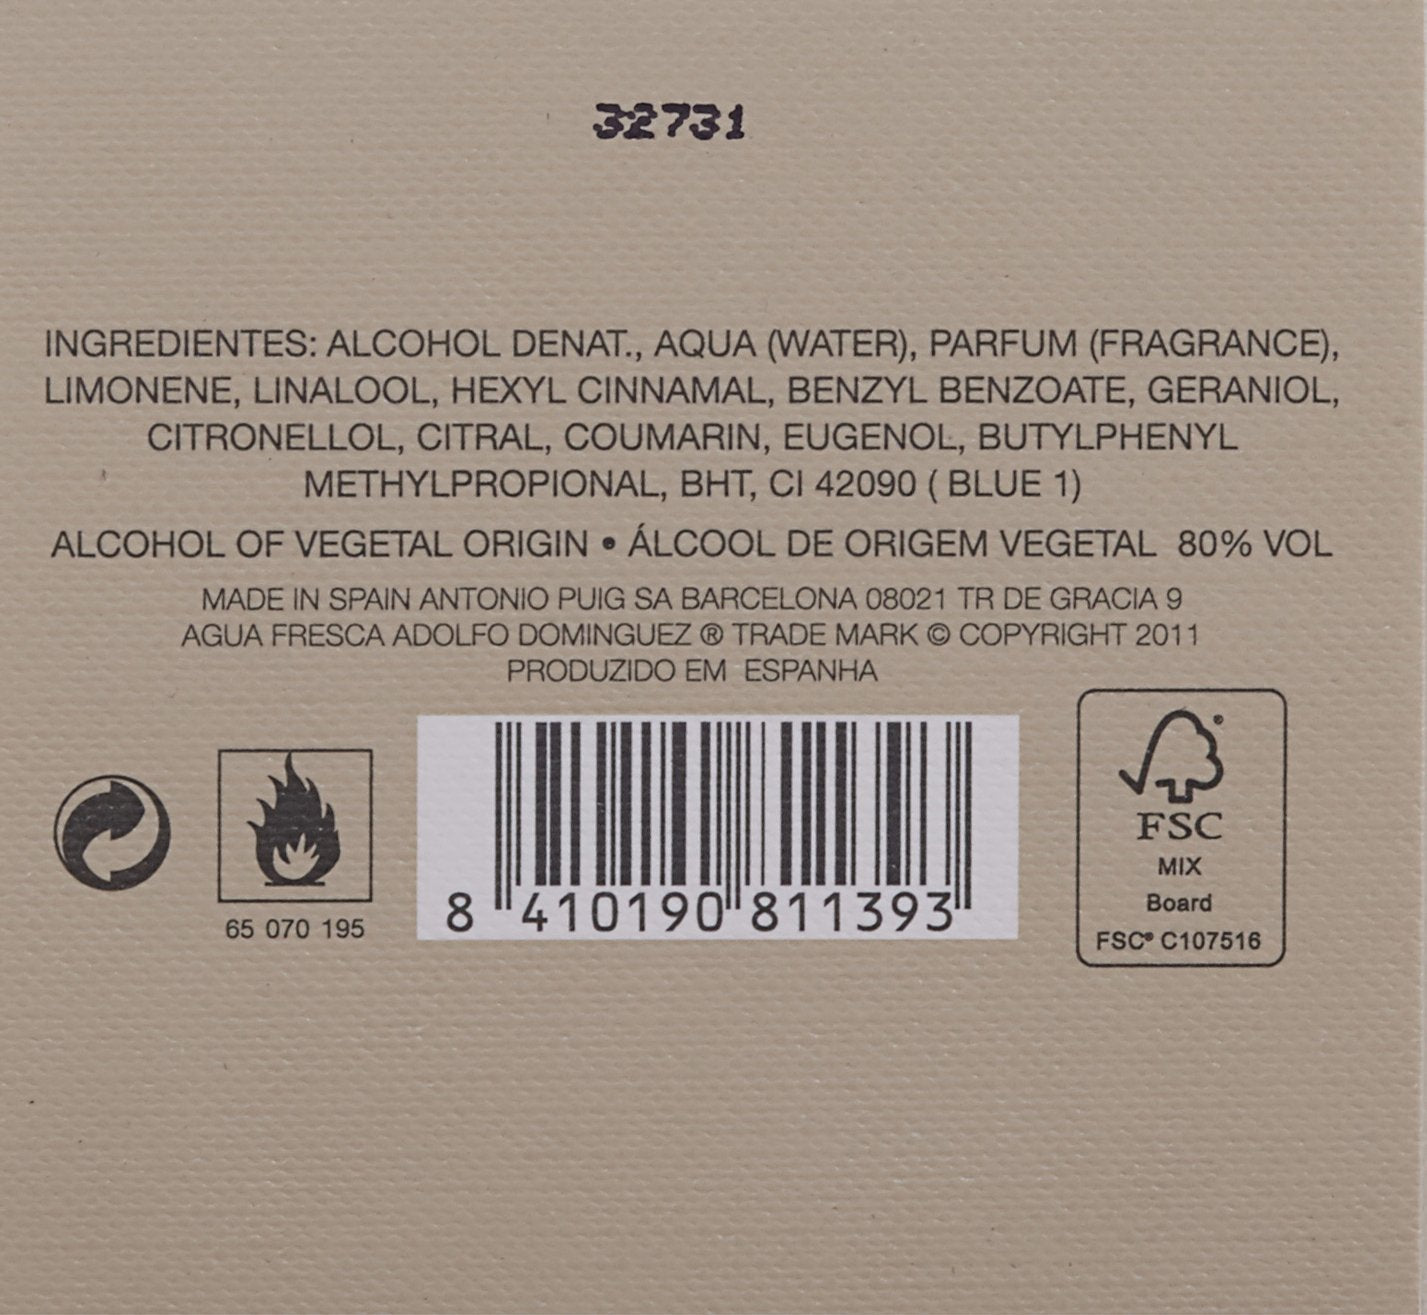 32731
INGREDIENTES: ALCOHOL DENAT., AQUA (WATER), PARFUM (FRAGRANCE),
LIMONENE, LINALOOL, HEXYL CINNAMAL, BENZYL BENZOATE, GERANIOL,
CITRONELLOL, CITRAL, COUMARIN, EUGENOL, BUTYLPHENYL
METHYLPROPIONAL, BHT, CI 42090 ( BLUE 1)
ALCOHOL OF VEGETAL ORIGIN • ÁLCOOL DE ORIGEM VEGETAL 80% VOL
MADE IN SPAIN ANTONIO PUIG SA BARCELONA 08021 TR DE GRACIA 9
AGUA FRESCA ADOLFO DOMINGUEZ ® TRADE MARK © COPYRIGHT 2011
PRODUZIDO EM ESPANHA
65 070 195
8 410190 811393
FSC
MIX
Board
FSC® C107516